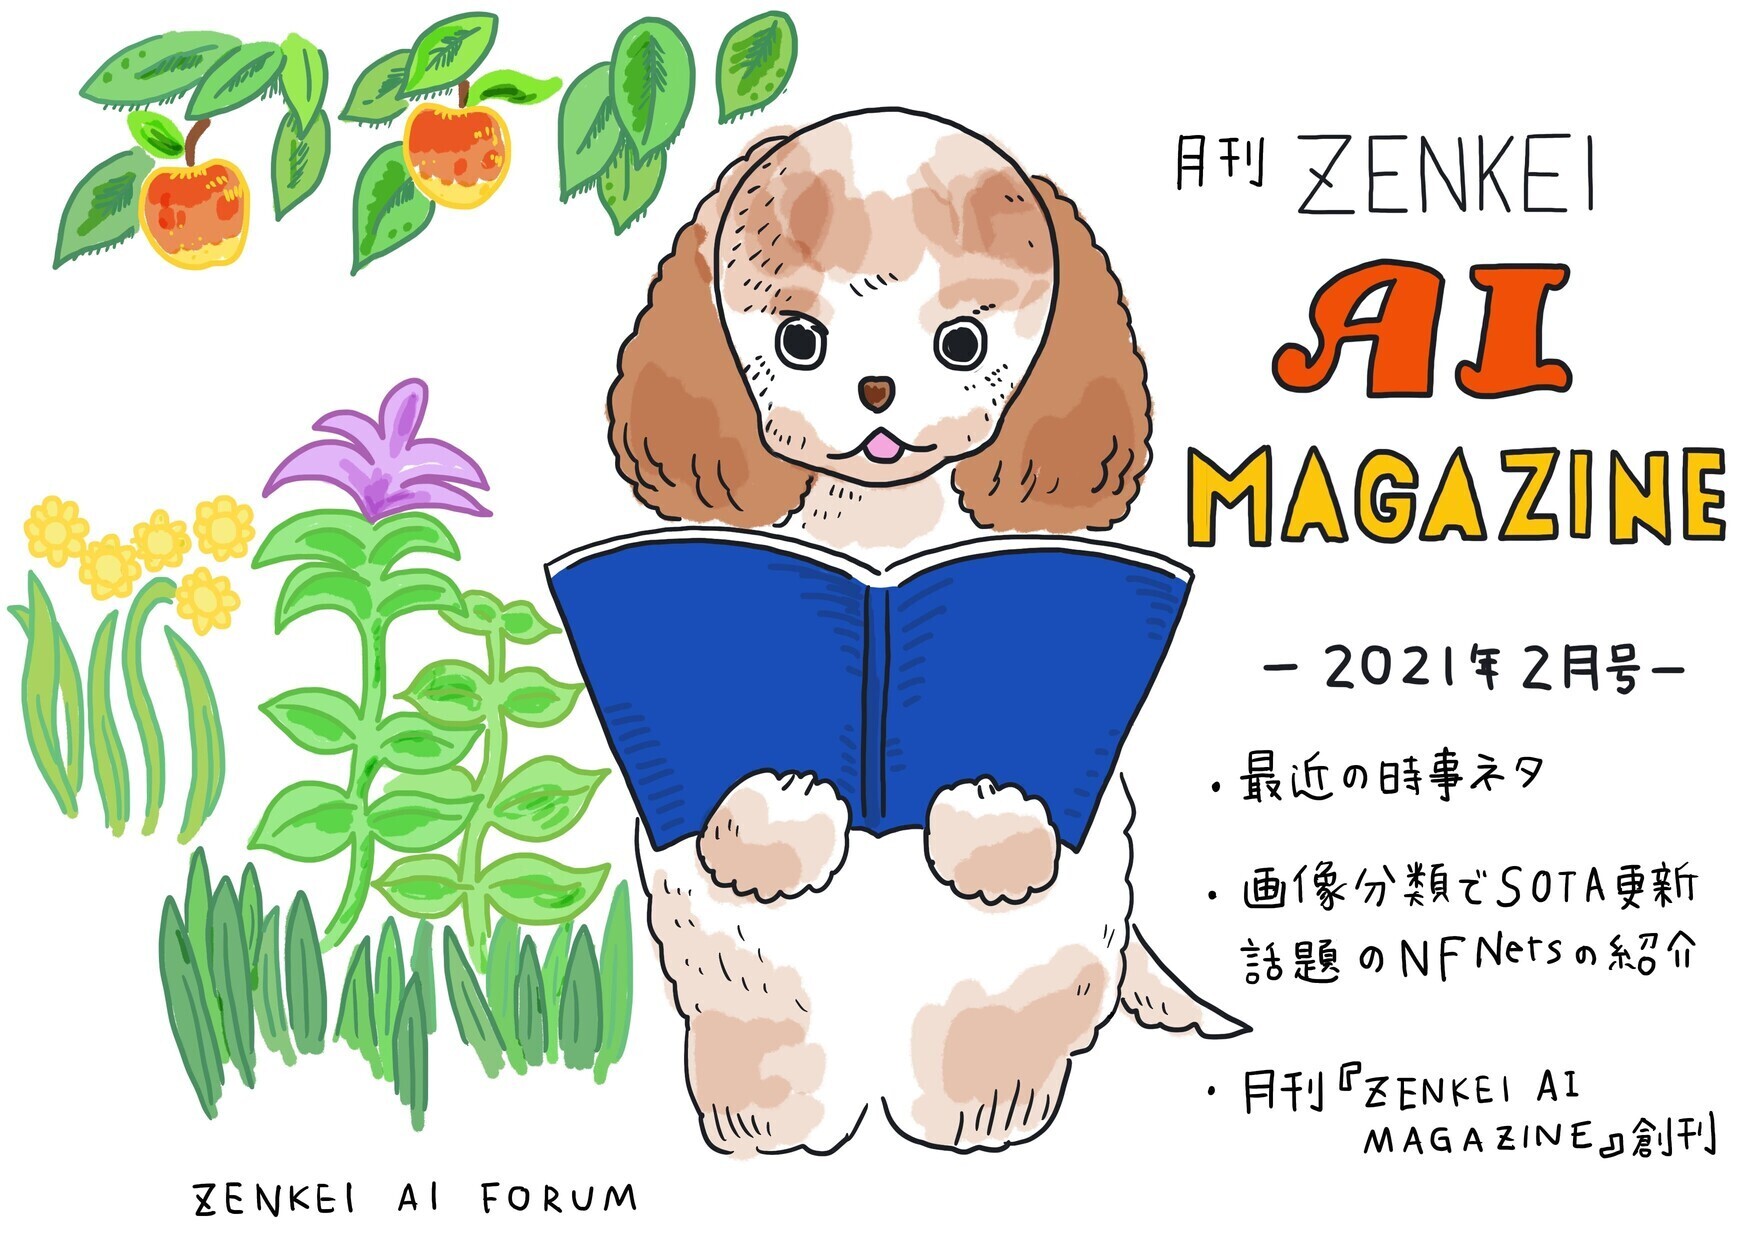 月刊 ZENKEI
AI
MAGAZINE
- 2021年2月号 -
・最近の時事ネタ
・画像分類でSOTA更新
話題のNFNetsの紹介
・月刊『ZENKEI AI
MAGAZINE』創刊
ZENKEI AI FORUM